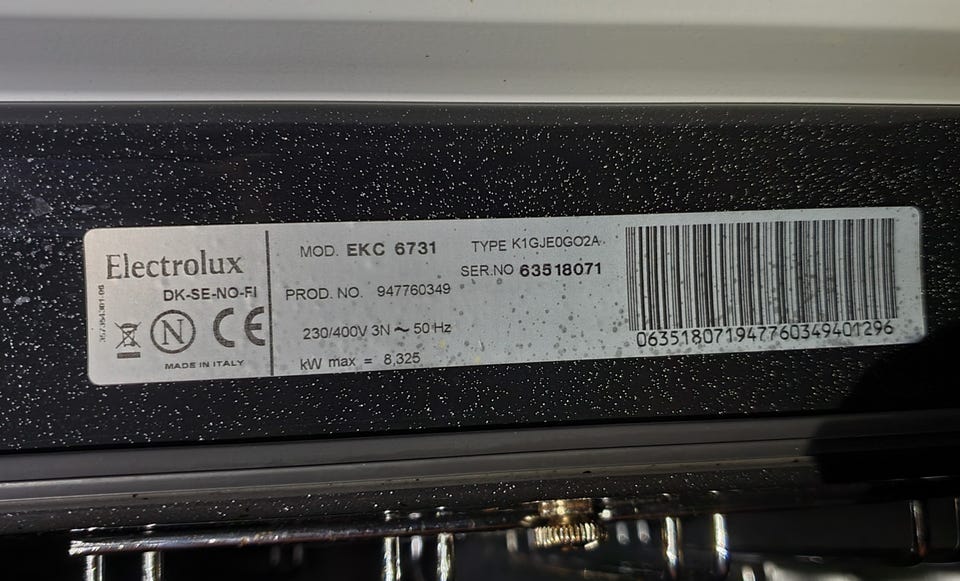 Electrolux
DK-SE-NO-FI
N CE
MADE IN ITALY
MOD. EKC 6731 TYPE K1GJE0GO2A
SER.NO 63518071
PROD. NO. 947760349
230/400V 3N ~ 50 Hz
kW max = 8,325
063518071947760349401296